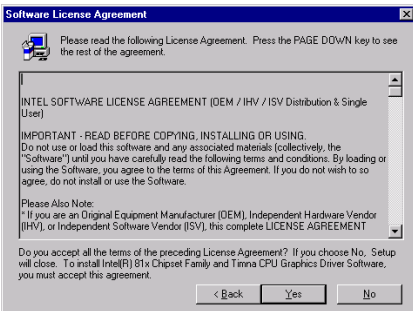 Software License Agreement
Please read the following License Agreement. Press the PAGE DOWN key to see
the rest of the agreement.
INTEL SOFTWARE LICENSE AGREEMENT (OEM / IHV / ISV Distribution & Single
User)
IMPORTANT - READ BEFORE COPYING, INSTALLING OR USING.
Do not use or load this software and any associated materials (collectively, the
"Software") until you have carefully read the following terms and conditions. By loading or
using the Software, you agree to the terms of this Agreement. If you do not wish to so
agree, do not install or use the Software.
Please Also Note:
* If you are an Original Equipment Manufacturer (OEM), Independent Hardware Vendor
(IHV), or Independent Software Vendor (ISV), this complete LICENSE AGREEMENT
Do you accept all the terms of the preceding License Agreement? If you choose No, Setup
will close. To install Intel(R) 81x Chipset Family and Timna CPU Graphics Driver Software,
you must accept this agreement.
< Back Yes No